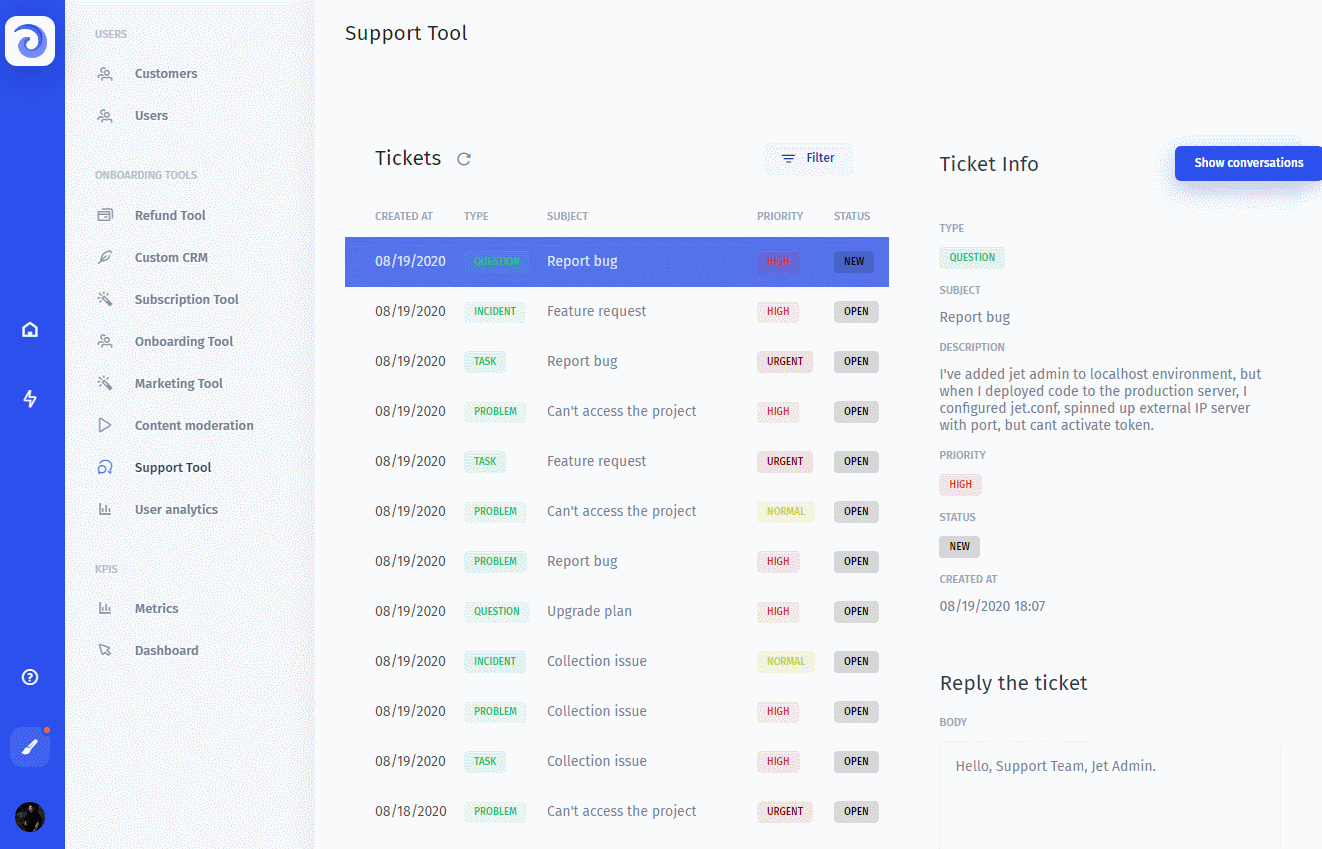 USERS
Customers
Users
ONBOARDING TOOLS
Refund Tool
Custom CRM
Subscription Tool
Onboarding Tool
Marketing Tool
Content moderation
Support Tool
User analytics
KPIS
Metrics
Dashboard
Support Tool
Tickets
Filter
CREATED AT TYPE SUBJECT PRIORITY STATUS
08/19/2020 QUESTION Report bug HIGH NEW
08/19/2020 INCIDENT Feature request HIGH OPEN
08/19/2020 TASK Report bug URGENT OPEN
08/19/2020 PROBLEM Can't access the project HIGH OPEN
08/19/2020 TASK Feature request URGENT OPEN
08/19/2020 PROBLEM Can't access the project NORMAL OPEN
08/19/2020 PROBLEM Report bug HIGH OPEN
08/19/2020 QUESTION Upgrade plan HIGH OPEN
08/19/2020 INCIDENT Collection issue NORMAL OPEN
08/19/2020 PROBLEM Collection issue HIGH OPEN
08/19/2020 TASK Collection issue HIGH OPEN
08/18/2020 PROBLEM Can't access the project URGENT OPEN
Ticket Info
Show conversations
TYPE
QUESTION
SUBJECT
Report bug
DESCRIPTION
I've added jet admin to localhost environment, but
when I deployed code to the production server, I
configured jet.conf, spinned up external IP server
with port, but cant activate token.
PRIORITY
HIGH
STATUS
NEW
CREATED AT
08/19/2020 18:07
Reply the ticket
BODY
Hello, Support Team, Jet Admin.